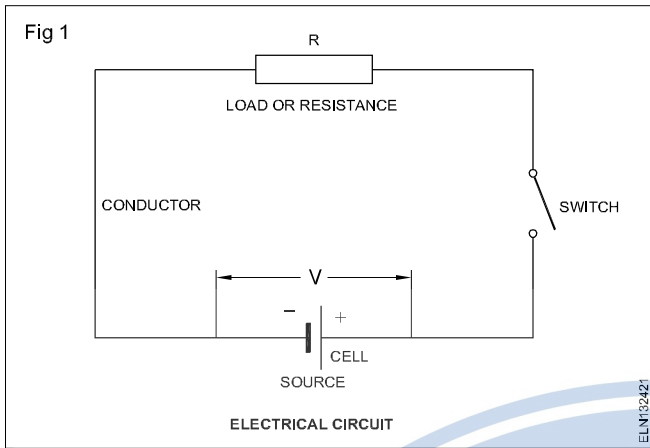 Fig 1
R
LOAD OR RESISTANCE
CONDUCTOR
SWITCH
V
− +
CELL
SOURCE
ELECTRICAL CIRCUIT
ELN132421